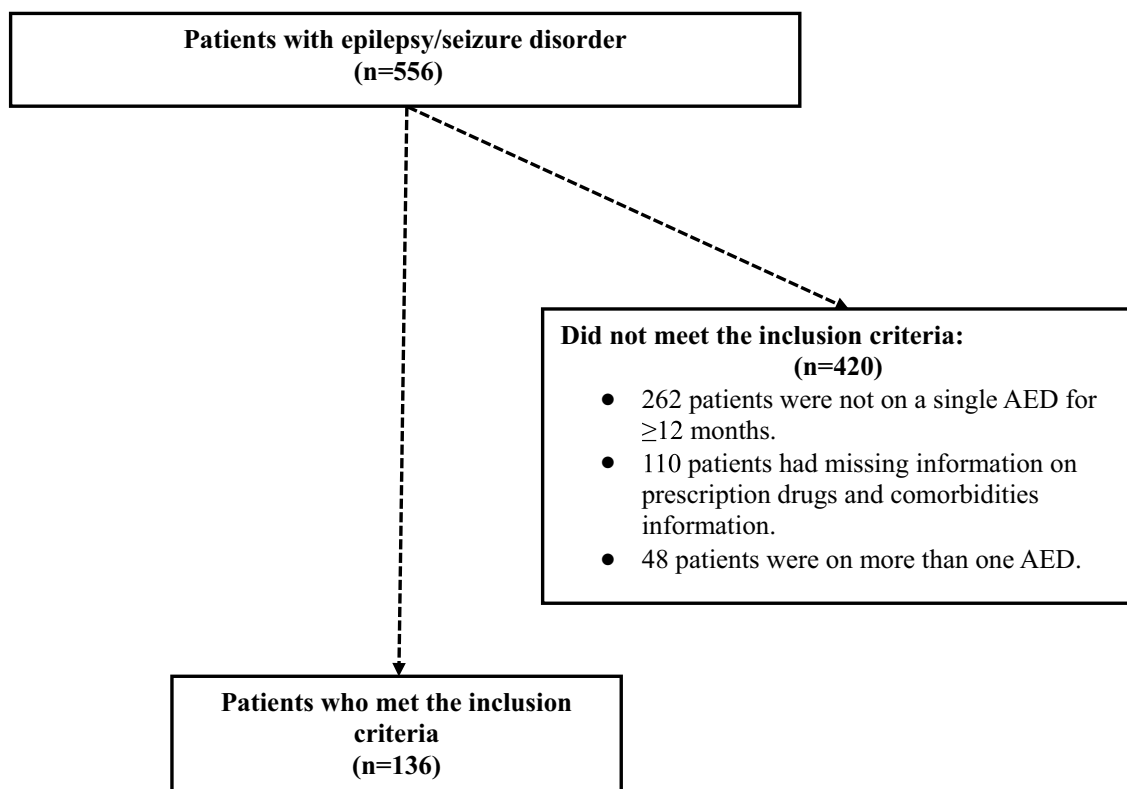 Patients with epilepsy/seizure disorder
(n=556)
Did not meet the inclusion criteria:
(n=420)
● 262 patients were not on a single AED for
≥12 months.
● 110 patients had missing information on
prescription drugs and comorbidities
information.
● 48 patients were on more than one AED.
Patients who met the inclusion
criteria
(n=136)